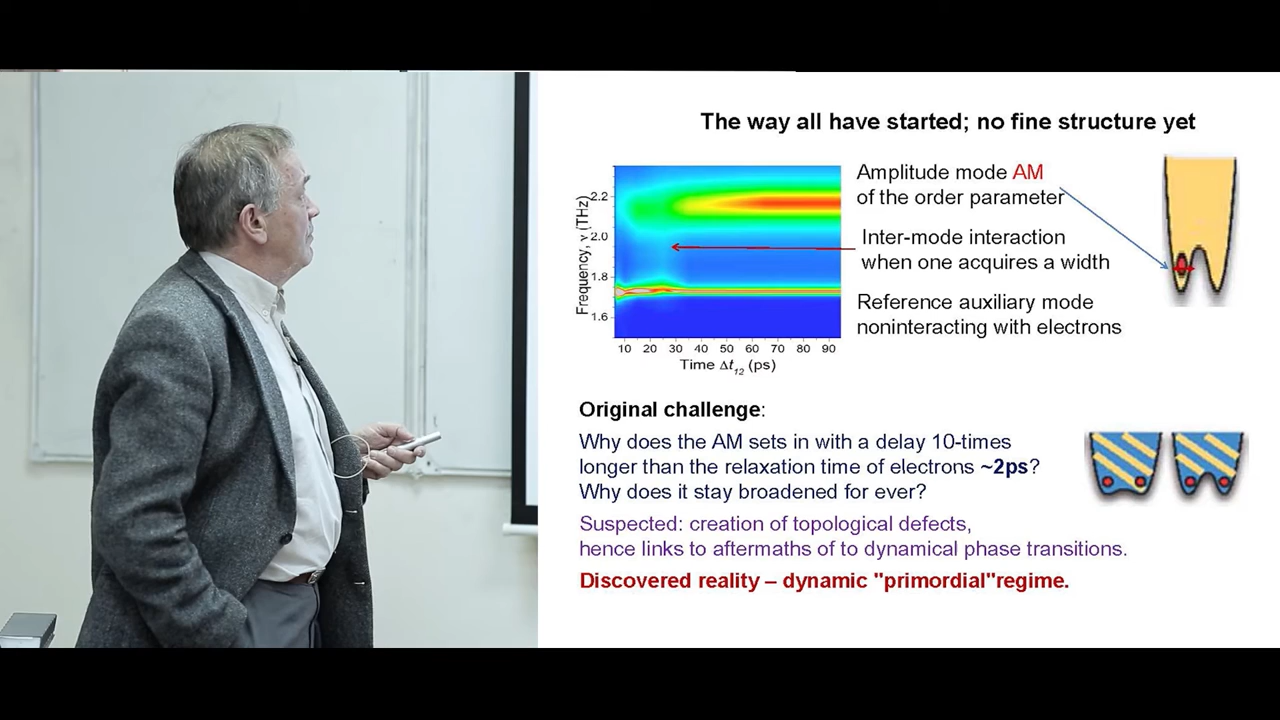 The way all have started; no fine structure yet
Frequency, ν (THz)
2.2
2.0
1.8
1.6
10 20 30 40 50 60 70 80 90
Time Δt12 (ps)
Amplitude mode AM
of the order parameter
Inter-mode interaction
when one acquires a width
Reference auxiliary mode
noninteracting with electrons
Original challenge:
Why does the AM sets in with a delay 10-times
longer than the relaxation time of electrons ~2ps?
Why does it stay broadened for ever?
Suspected: creation of topological defects,
hence links to aftermaths of to dynamical phase transitions.
Discovered reality – dynamic "primordial"regime.